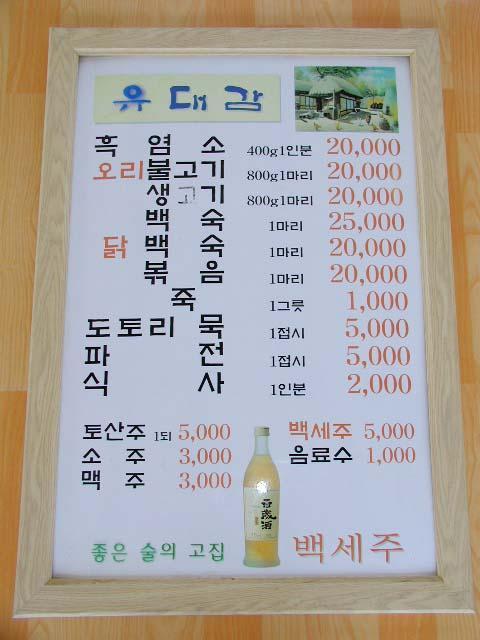 유대감
흑 염 소 400g1인분 20,000
오리불고기 800g1마리 20,000
생고기 800g1마리 20,000
백 숙 1마리 25,000
닭 백 숙 1마리 20,000
볶 음 1마리 20,000
죽 1그릇 1,000
도토리 묵 1접시 5,000
파 전 1접시 5,000
식 사 1인분 2,000
토산주 1되 5,000 백세주 5,000
소 주 3,000 음료수 1,000
맥 주 3,000
百歲酒
좋은 술의 고집 백세주